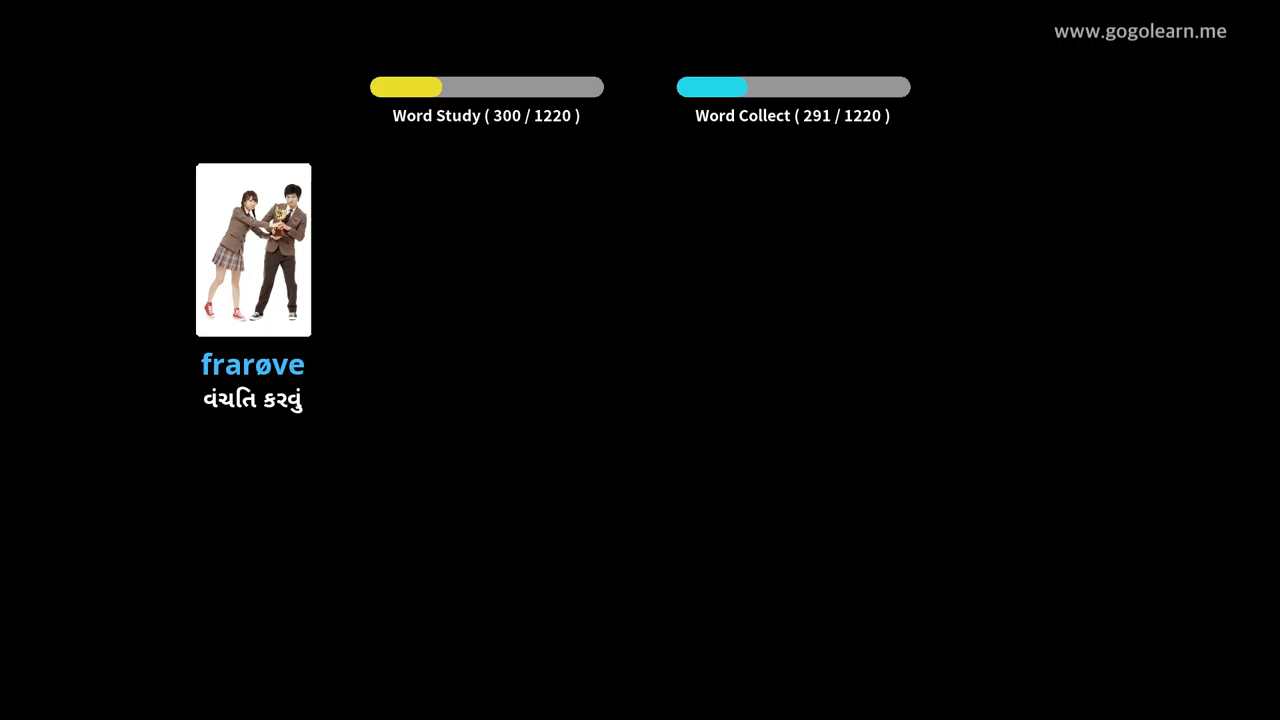 www.gogolearn.me
Word Study ( 300 / 1220 )
Word Collect ( 291 / 1220 )
frarøve
વંચતિ કરવું